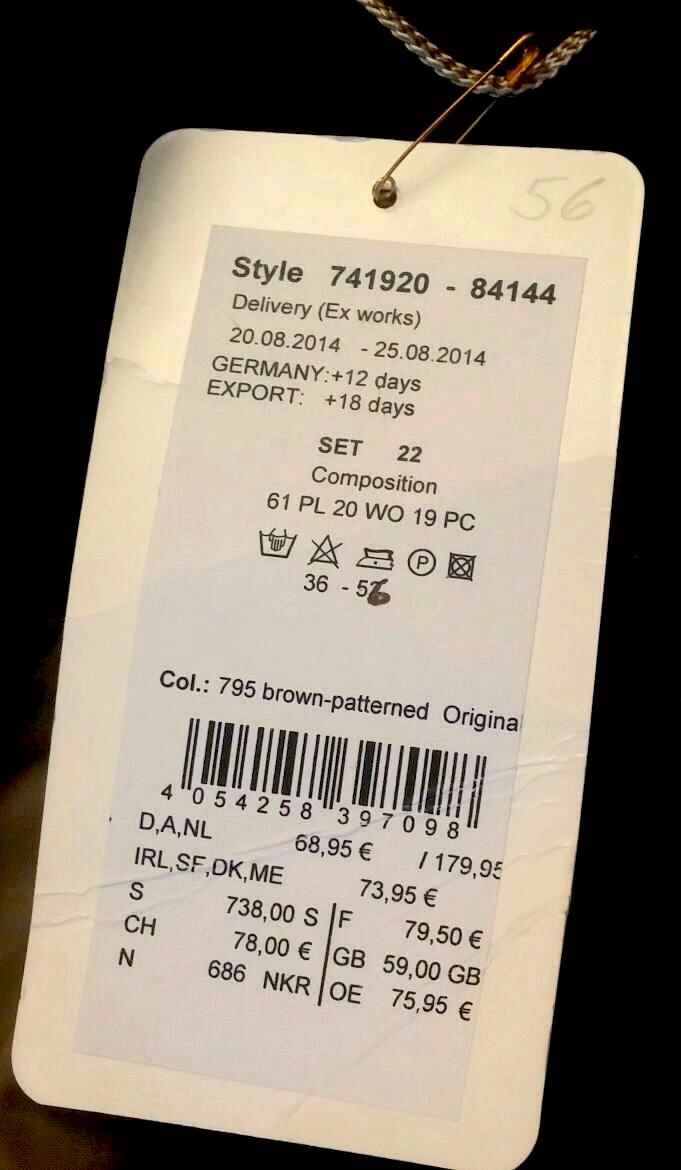 56
Style 741920 - 84144
Delivery (Ex works)
20.08.2014 - 25.08.2014
GERMANY:+12 days
EXPORT: +18 days
SET 22
Composition
61 PL 20 WO 19 PC
P
36 - 56
Col.: 795 brown-patterned Original
4 054258 397098
D,A,NL 68,95 € / 179,95
IRL,SF,DK,ME 73,95 €
S 738,00 S F 79,50 €
CH 78,00 € GB 59,00 GB
N 686 NKR OE 75,95 €